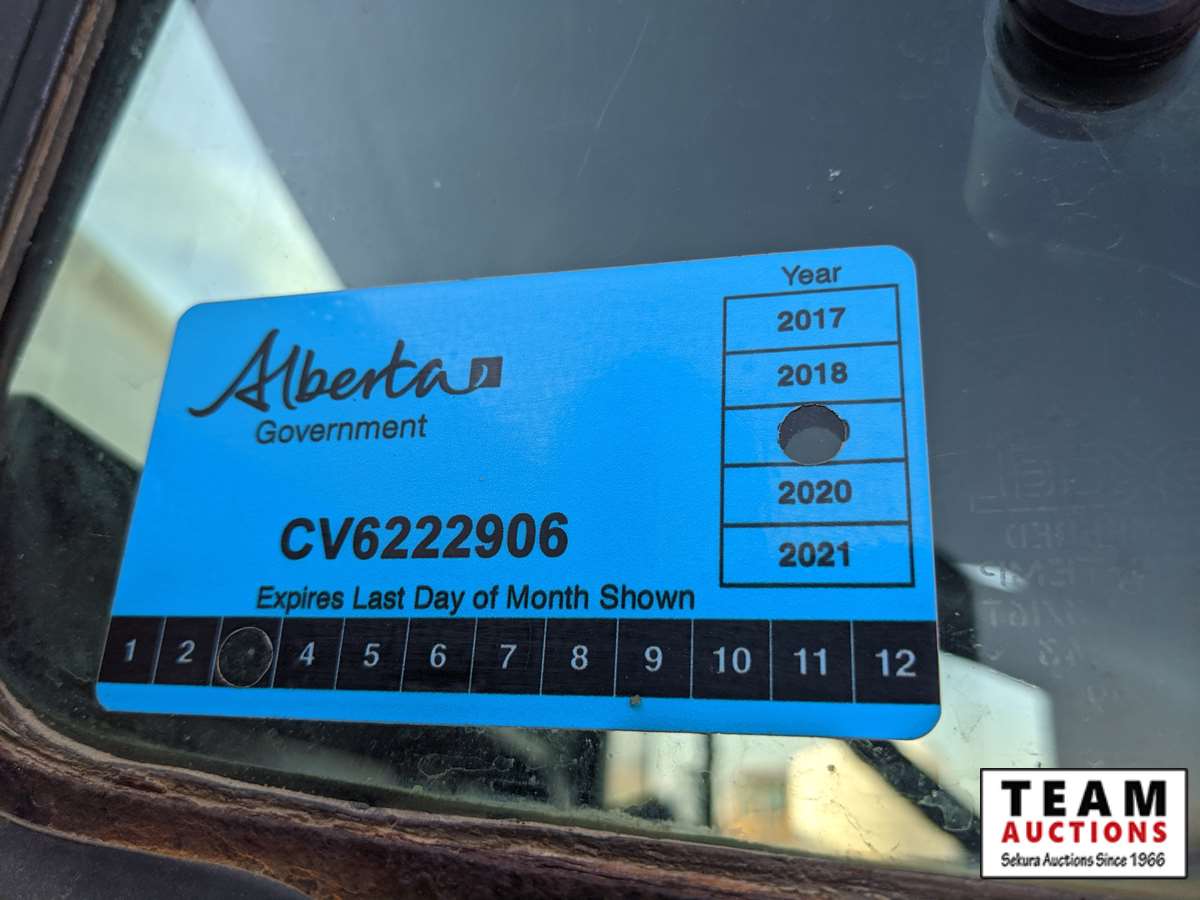 Year
2017
2018
2020
2021
Alberta
Government
CV6222906
Expires Last Day of Month Shown
1 2 4 5 6 7 8 9 10 11 12
TEAM
AUCTIONS
Sekura Auctions Since 1966